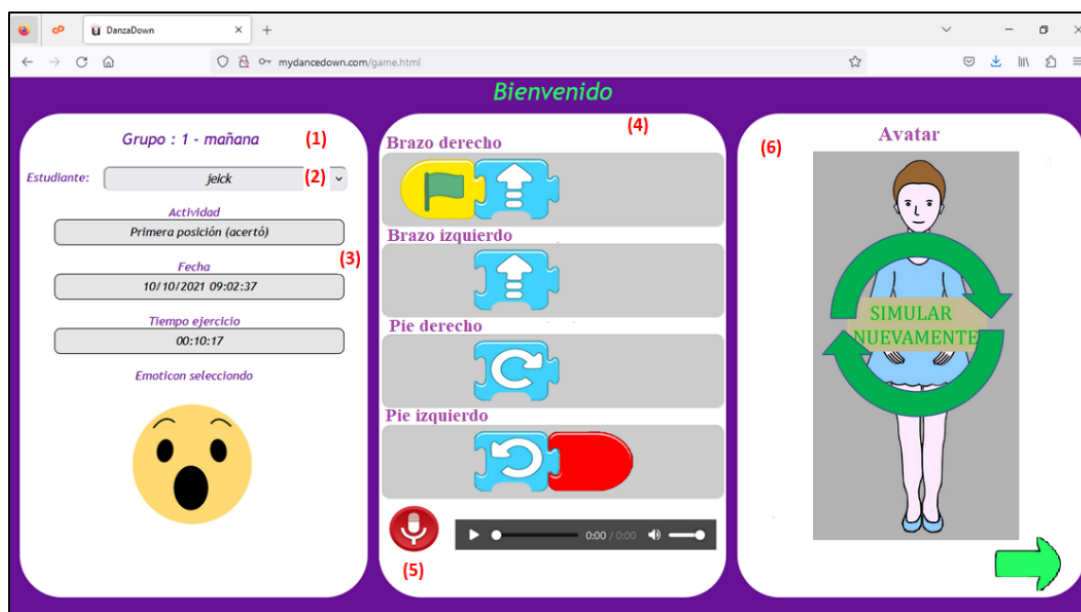 DanzaDown
mydancedown.com/game.html
Bienvenido
Grupo : 1 - mañana
(1)
Estudiante:
jeick
(2)
Actividad
Primera posición (acertó)
(3)
Fecha
10/10/2021 09:02:37
Tiempo ejercicio
00:10:17
Emoticon selecciondo
(4)
Brazo derecho
Brazo izquierdo
Pie derecho
Pie izquierdo
0:00 / 0:00
(5)
(6)
Avatar
SIMULAR
NUEVAMENTE